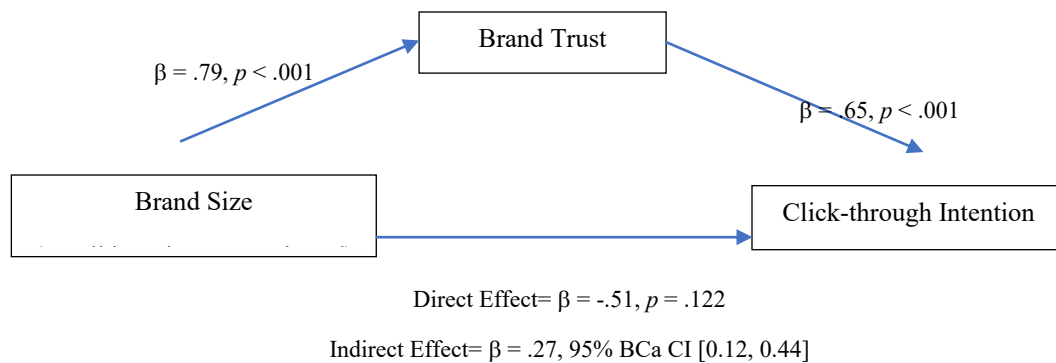 Brand Trust
β = .79, p < .001
β = .65, p < .001
Brand Size
Click-through Intention
Direct Effect= β = -.51, p = .122
Indirect Effect= β = .27, 95% BCa CI [0.12, 0.44]